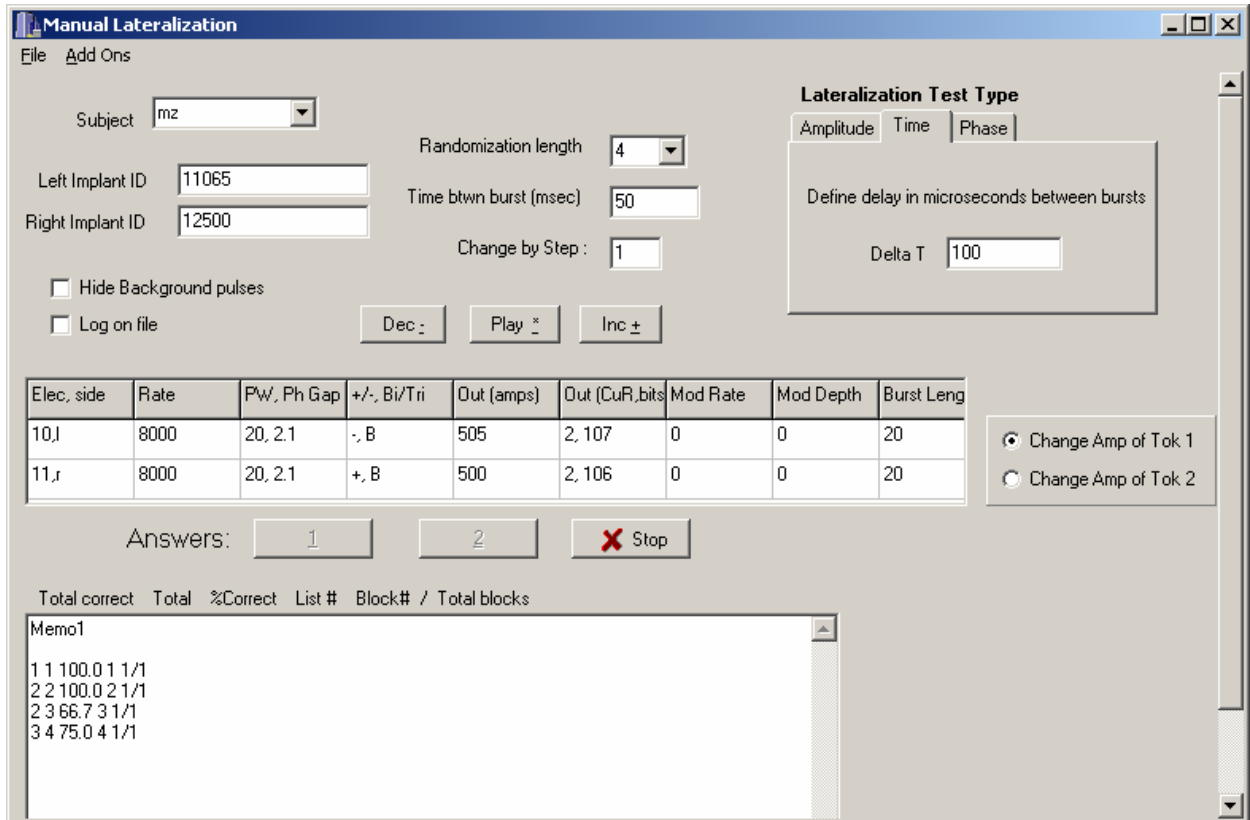 Manual Lateralization
File Add Ons
Subject mz
Left Implant ID 11065
Right Implant ID 12500
Hide Background pulses
Log on file
Randomization length 4
Time btwn burst (msec) 50
Change by Step : 1
Dec - Play * Inc +
Lateralization Test Type
Amplitude Time Phase
Define delay in microseconds between bursts
Delta T 100
Elec, side Rate PW, Ph Gap +/-, Bi/Tri Out (amps) Out (CuR,bits Mod Rate Mod Depth Burst Leng
10,l 8000 20, 2.1 -, B 505 2, 107 0 0 20
11,r 8000 20, 2.1 +, B 500 2, 106 0 0 20
Change Amp of Tok 1
Change Amp of Tok 2
Answers: 1 2 Stop
Total correct Total %Correct List # Block# / Total blocks
Memo1
1 1 100.0 1 1/1
2 2 100.0 2 1/1
2 3 66.7 3 1/1
3 4 75.0 4 1/1